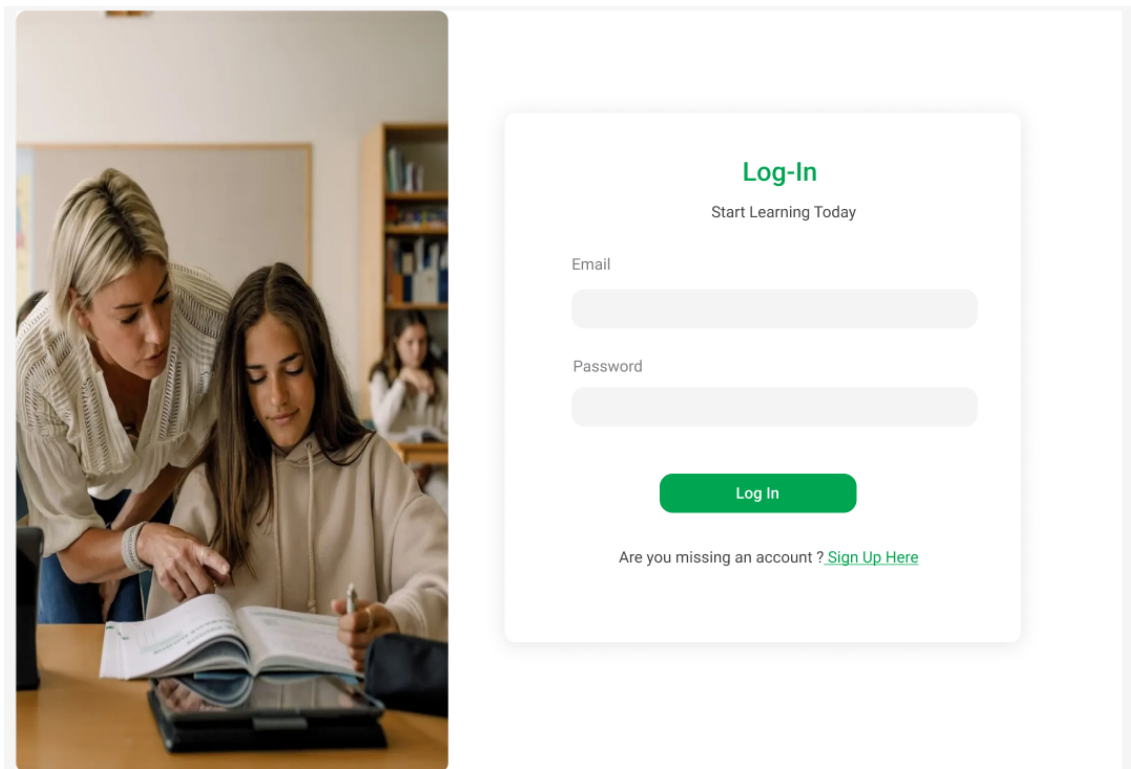 Log-In
Start Learning Today
Email
Password
Log In
Are you missing an account ? Sign Up Here